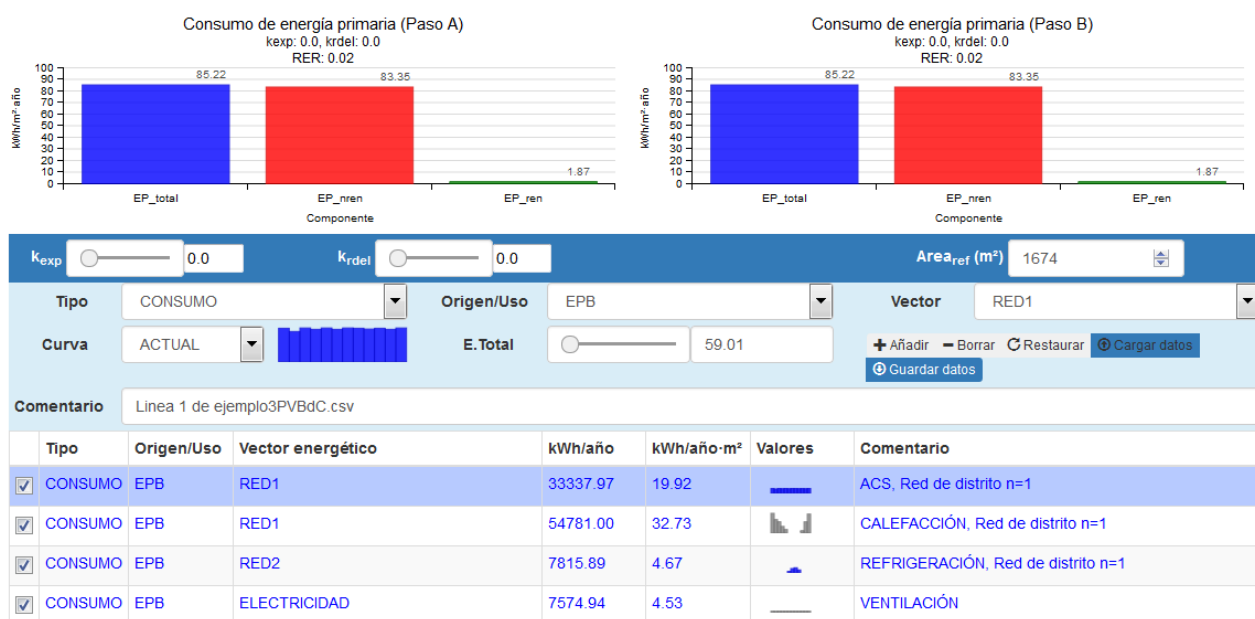 Consumo de energía primaria (Paso A)
kexp: 0.0, krdel: 0.0
RER: 0.02
kWh/m²·año
100
90
80
70
60
50
40
30
20
10
0
85.22
83.35
1.87
EP_total EP_nren EP_ren
Componente
Consumo de energía primaria (Paso B)
kexp: 0.0, krdel: 0.0
RER: 0.02
kWh/m²·año
100
90
80
70
60
50
40
30
20
10
0
85.22
83.35
1.87
EP_total EP_nren EP_ren
Componente
kexp 0.0 krdel 0.0 Arearef (m²) 1674
Tipo CONSUMO Origen/Uso EPB Vector RED1
Curva ACTUAL E.Total 59.01 Añadir Borrar Restaurar Cargar datos
Guardar datos
Comentario Linea 1 de ejemplo3PVBdC.csv
Tipo Origen/Uso Vector energético kWh/año kWh/año·m² Valores Comentario
CONSUMO EPB RED1 33337.97 19.92 ACS, Red de distrito n=1
CONSUMO EPB RED1 54781.00 32.73 CALEFACCIÓN, Red de distrito n=1
CONSUMO EPB RED2 7815.89 4.67 REFRIGERACIÓN, Red de distrito n=1
CONSUMO EPB ELECTRICIDAD 7574.94 4.53 VENTILACIÓN